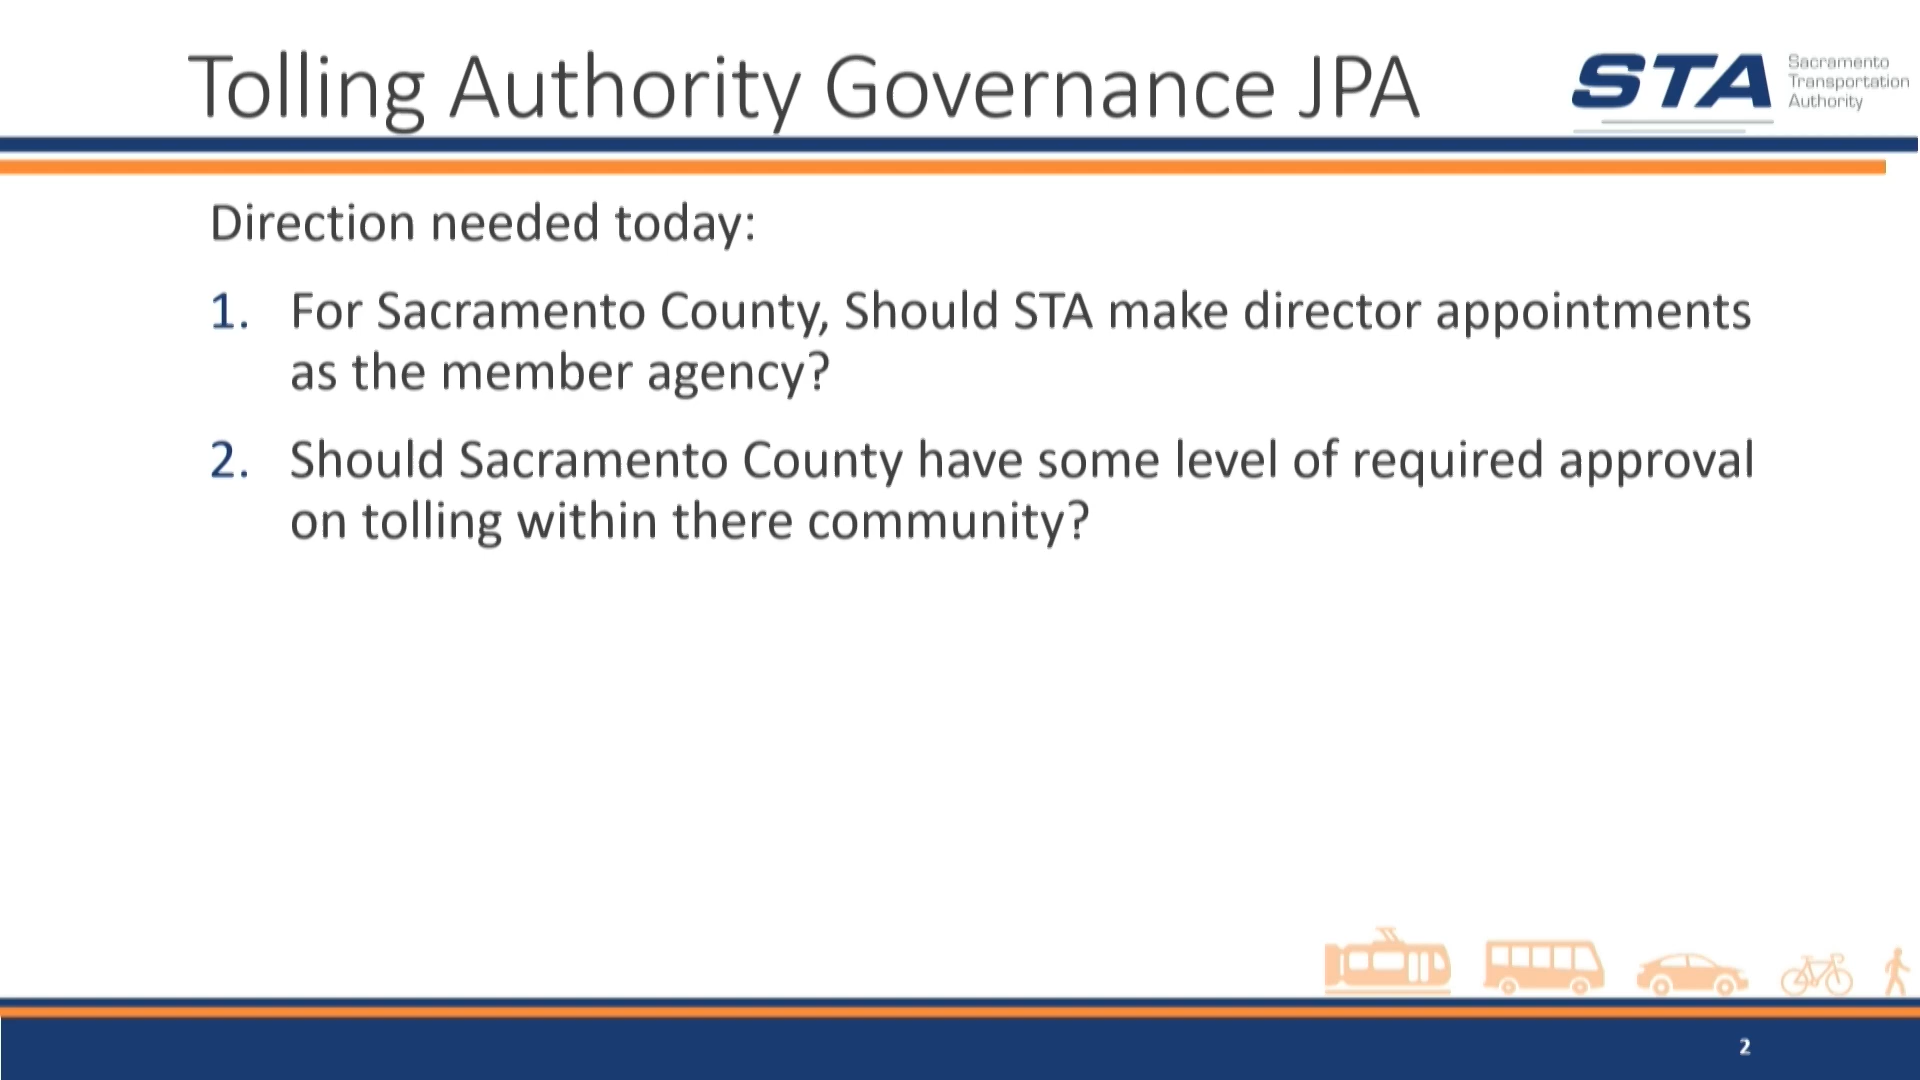 Tolling Authority Governance JPA
STA
Sacramento
Transportation
Authority
Direction needed today:
1. For Sacramento County, Should STA make director appointments
as the member agency?
2. Should Sacramento County have some level of required approval
on tolling within there community?
2